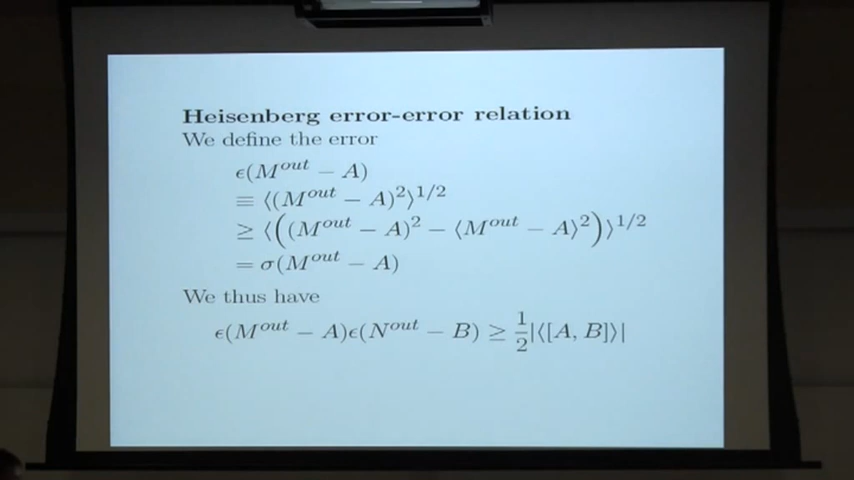 Heisenberg error-error relation
We define the error
ϵ(M^out − A)
≡ ⟨(M^out − A)²⟩^1/2
≥ ⟨((M^out − A)² − ⟨M^out − A⟩²)⟩^1/2
= σ(M^out − A)
We thus have
ϵ(M^out − A)ϵ(N^out − B) ≥ 1/2|⟨[A, B]⟩|